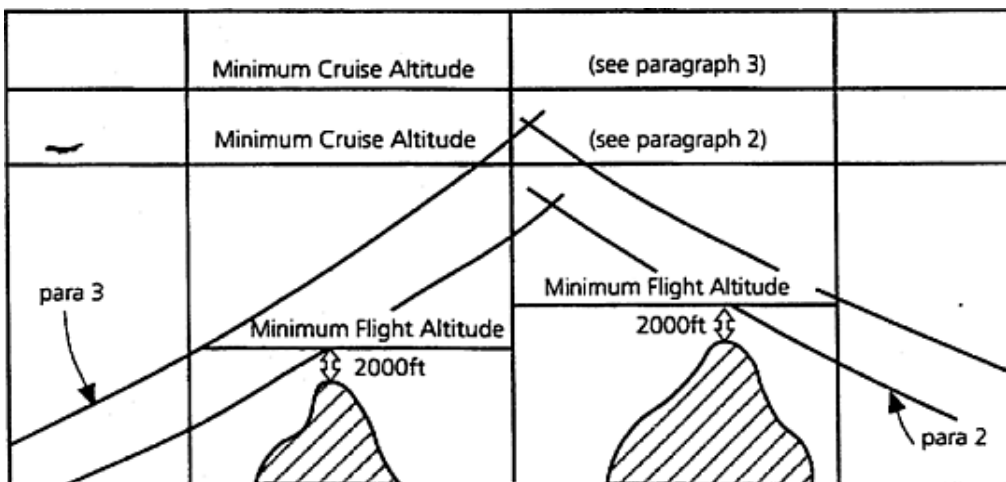 Minimum Cruise Altitude (see paragraph 3)
Minimum Cruise Altitude (see paragraph 2)
para 3
Minimum Flight Altitude
2000ft
Minimum Flight Altitude
2000ft
para 2